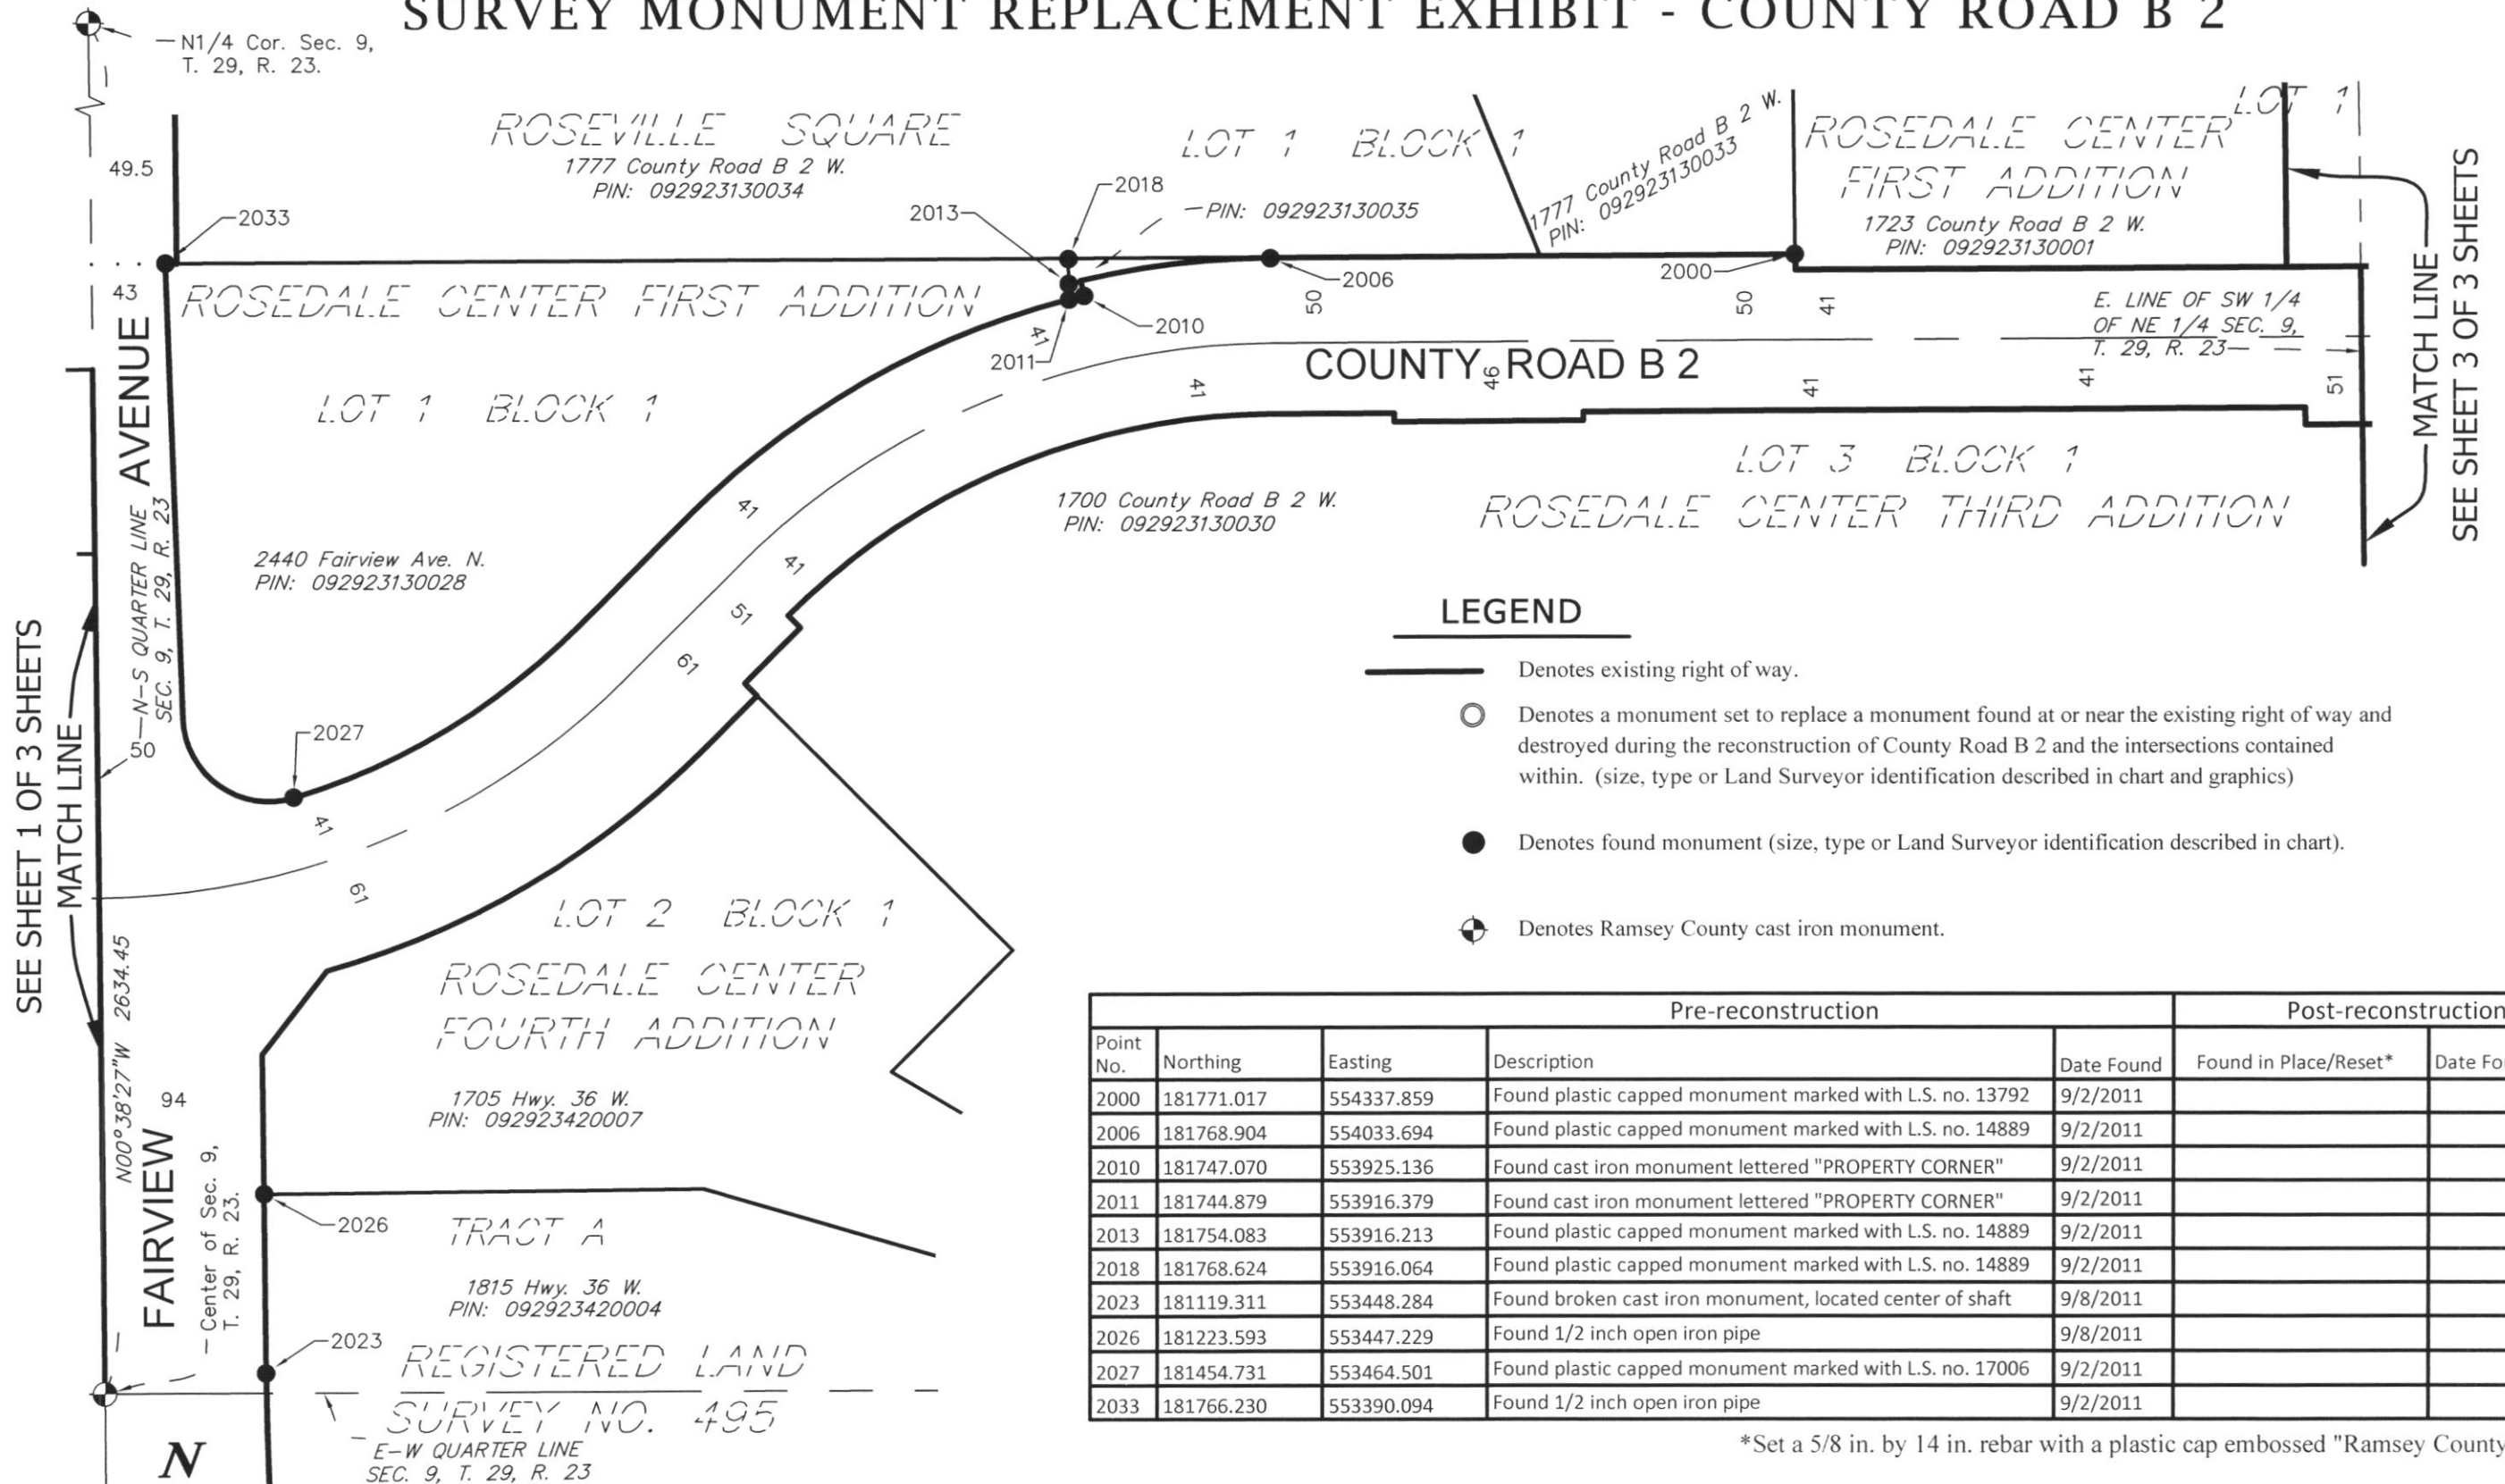 SURVEY MONUMENT REPLACEMENT EXHIBIT - COUNTY ROAD B 2
N1/4 Cor. Sec. 9,
T. 29, R. 23.
49.5
2033
43
ROSEVILLE SQUARE
1777 County Road B 2 W.
PIN: 092923130034
LOT 1 BLOCK 1
2018
2013
PIN: 092923130035
1777 County Road B 2 W.
PIN: 092923130033
ROSEDALE CENTER
FIRST ADDITION
LOT 1
1723 County Road B 2 W.
PIN: 092923130001
MATCH LINE
SEE SHEET 3 OF 3 SHEETS
2006
2000
2010
2011
50
50
41
E. LINE OF SW 1/4
OF NE 1/4 SEC. 9,
T. 29, R. 23
ROSEDALE CENTER FIRST ADDITION
LOT 1 BLOCK 1
41
COUNTY ROAD B 2
41
46
41
41
51
AVENUE
N-S QUARTER LINE
SEC. 9, T. 29, R. 23
50
2440 Fairview Ave. N.
PIN: 092923130028
41
41
51
61
1700 County Road B 2 W.
PIN: 092923130030
LOT 3 BLOCK 1
ROSEDALE CENTER THIRD ADDITION
SEE SHEET 1 OF 3 SHEETS
MATCH LINE
2027
41
61
LEGEND
Denotes existing right of way.
Denotes a monument set to replace a monument found at or near the existing right of way and
destroyed during the reconstruction of County Road B 2 and the intersections contained
within. (size, type or Land Surveyor identification described in chart and graphics)
Denotes found monument (size, type or Land Surveyor identification described in chart).
Denotes Ramsey County cast iron monument.
LOT 2 BLOCK 1
ROSEDALE CENTER
FOURTH ADDITION
1705 Hwy. 36 W.
PIN: 092923420007
N00°38'27"W 2634.45
94
FAIRVIEW
Center of Sec. 9,
T. 29, R. 23.
2026
TRACT A
1815 Hwy. 36 W.
PIN: 092923420004
2023
REGISTERED LAND
SURVEY NO. 495
E-W QUARTER LINE
SEC. 9, T. 29, R. 23
N
Pre-reconstruction Post-reconstruction
Point No. Northing Easting Description Date Found Found in Place/Reset* Date Fo
2000 181771.017 554337.859 Found plastic capped monument marked with L.S. no. 13792 9/2/2011
2006 181768.904 554033.694 Found plastic capped monument marked with L.S. no. 14889 9/2/2011
2010 181747.070 553925.136 Found cast iron monument lettered "PROPERTY CORNER" 9/2/2011
2011 181744.879 553916.379 Found cast iron monument lettered "PROPERTY CORNER" 9/2/2011
2013 181754.083 553916.213 Found plastic capped monument marked with L.S. no. 14889 9/2/2011
2018 181768.624 553916.064 Found plastic capped monument marked with L.S. no. 14889 9/2/2011
2023 181119.311 553448.284 Found broken cast iron monument, located center of shaft 9/8/2011
2026 181223.593 553447.229 Found 1/2 inch open iron pipe 9/8/2011
2027 181454.731 553464.501 Found plastic capped monument marked with L.S. no. 17006 9/2/2011
2033 181766.230 553390.094 Found 1/2 inch open iron pipe 9/2/2011
*Set a 5/8 in. by 14 in. rebar with a plastic cap embossed "Ramsey County